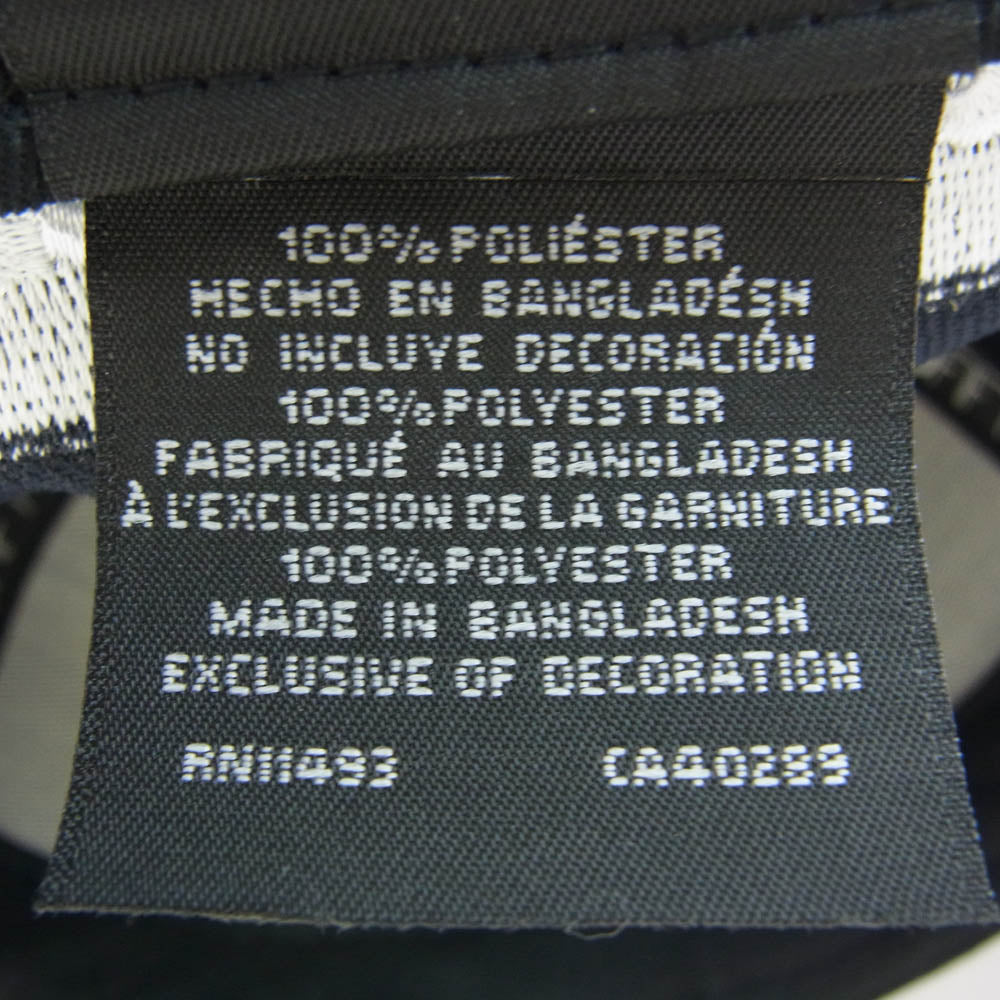 100% POLIÉSTER
HECHO EN BANGLADÉSH
NO INCLUYE DECORACIÓN
100% POLYESTER
FABRIQUÉ AU BANGLADESH
À L'EXCLUSION DE LA GARNITURE
100% POLYESTER
MADE IN BANGLADESH
EXCLUSIVE OF DECORATION
RN11493 CA40299